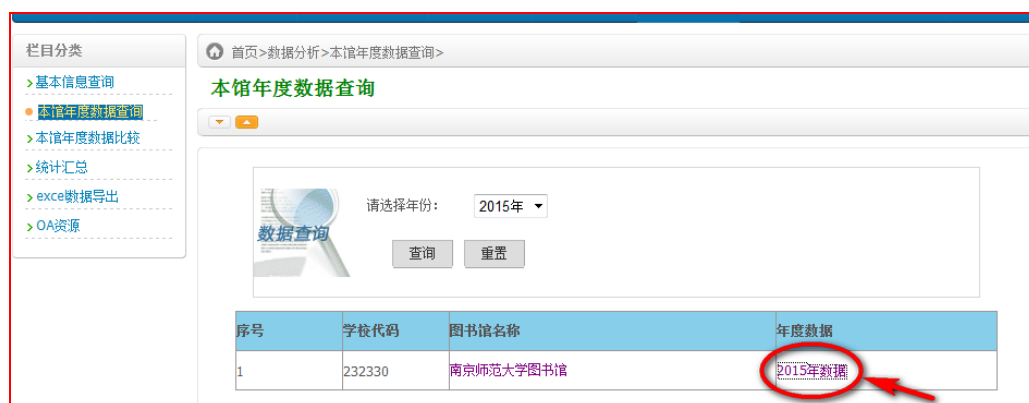 栏目分类
首页>数据分析>本馆年度数据查询>
>基本信息查询
本馆年度数据查询
>本馆年度数据比较
>统计汇总
>excel数据导出
>OA资源
本馆年度数据查询
请选择年份： 2015年
数据查询
查询 重置
序号 学校代码 图书馆名称 年度数据
1 232330 南京师范大学图书馆 2015年数据